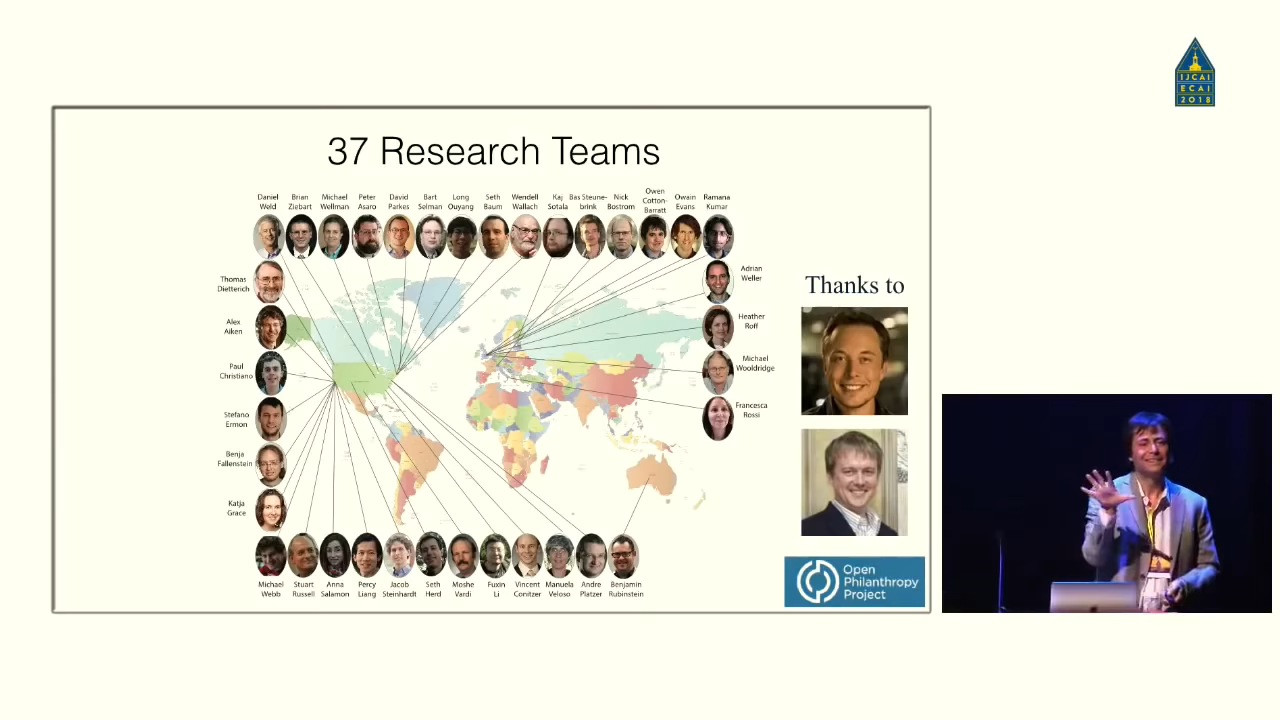 IJCAI
ECAI
2018
37 Research Teams
Daniel
Weld
Brian
Ziebart
Michael
Wellman
Peter
Asaro
David
Parkes
Bart
Selman
Long
Ouyang
Seth
Baum
Wendell
Wallach
Kaj
Sotala
Bas Steune-
brink
Nick
Bostrom
Owen
Cotton-
Barratt
Owain
Evans
Ramana
Kumar
Thomas
Dietterich
Alex
Aiken
Paul
Christiano
Stefano
Ermon
Benja
Fallenstein
Katja
Grace
Adrian
Weller
Heather
Roff
Michael
Wooldridge
Francesca
Rossi
Michael
Webb
Stuart
Russell
Anna
Salamon
Percy
Liang
Jacob
Steinhardt
Seth
Herd
Moshe
Vardi
Fuxin
Li
Vincent
Conitzer
Manuela
Veloso
Andre
Platzer
Benjamin
Rubinstein
Thanks to
Open
Philanthropy
Project